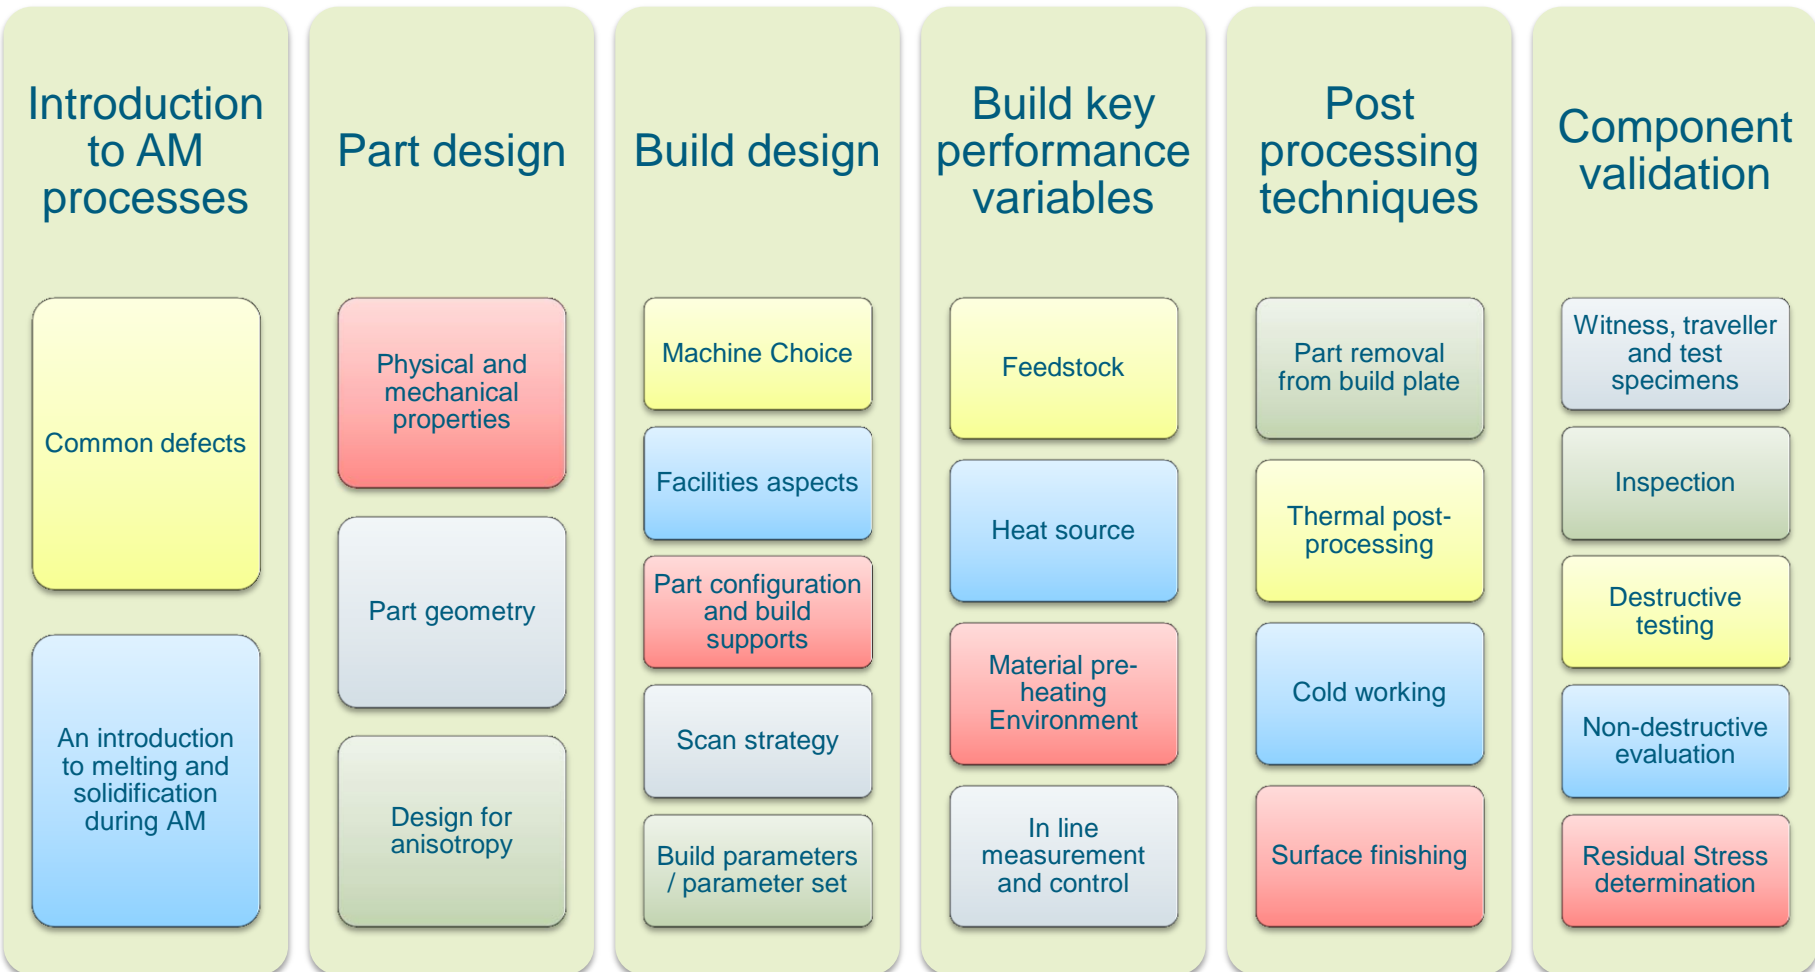 Introduction
to AM
processes
Common defects
An introduction
to melting and
solidification
during AM
Part design
Physical and
mechanical
properties
Part geometry
Design for
anisotropy
Build design
Machine Choice
Facilities aspects
Part configuration
and build
supports
Scan strategy
Build parameters
/ parameter set
Build key
performance
variables
Feedstock
Heat source
Material pre-
heating
Environment
In line
measurement
and control
Post
processing
techniques
Part removal
from build plate
Thermal post-
processing
Cold working
Surface finishing
Component
validation
Witness, traveller
and test
specimens
Inspection
Destructive
testing
Non-destructive
evaluation
Residual Stress
determination